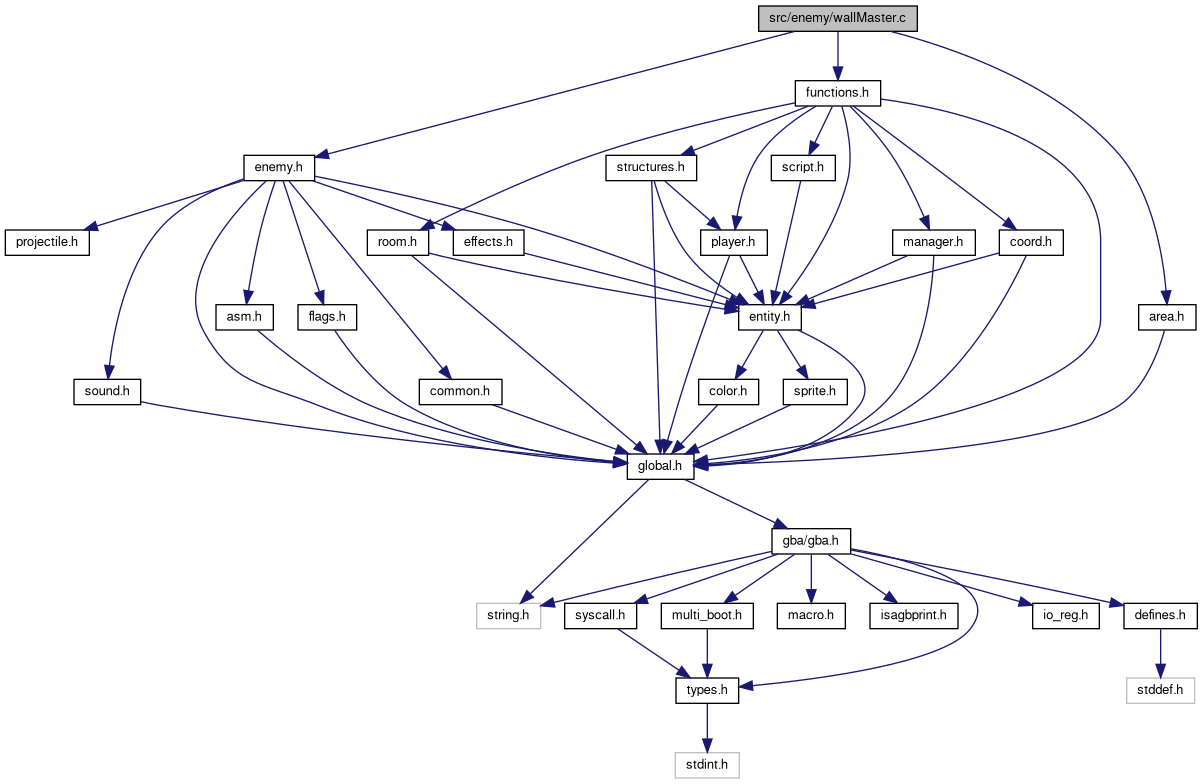 src/enemy/wallMaster.c
functions.h
enemy.h
structures.h
script.h
projectile.h
room.h
effects.h
player.h
manager.h
coord.h
asm.h
flags.h
entity.h
area.h
sound.h
common.h
color.h
sprite.h
global.h
gba/gba.h
string.h
syscall.h
multi_boot.h
macro.h
isagbprint.h
io_reg.h
defines.h
types.h
stddef.h
stdint.h